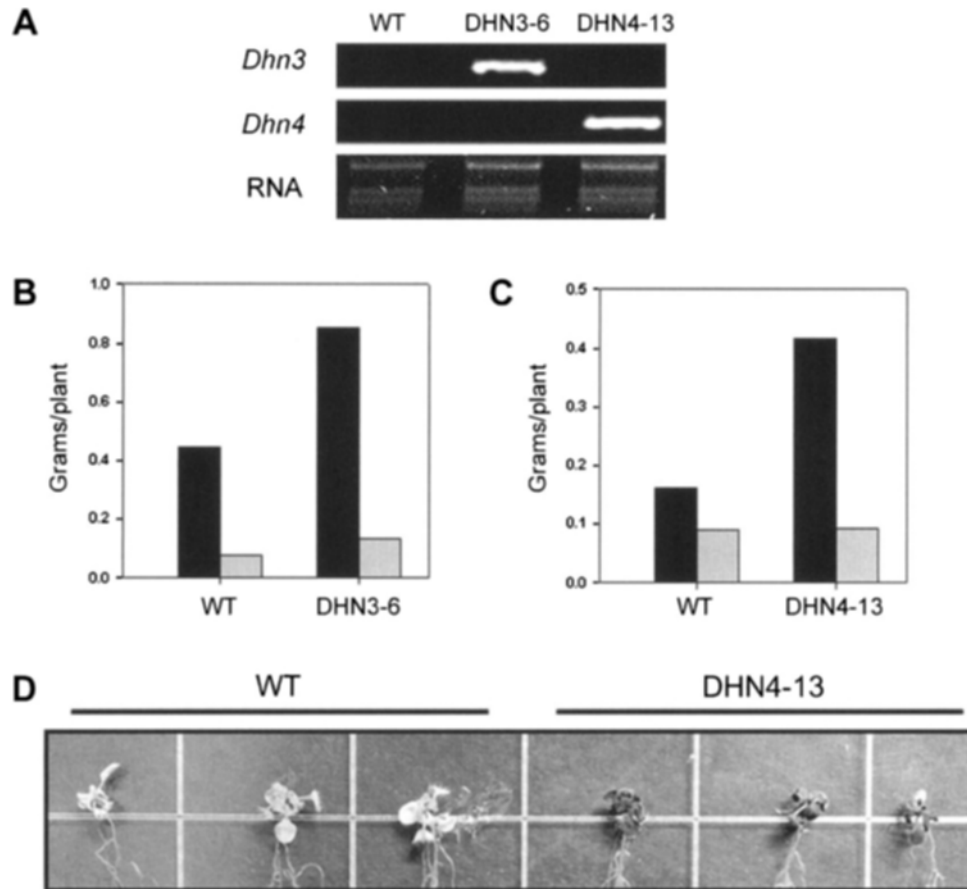 A
WT DHN3-6 DHN4-13
Dhn3
Dhn4
RNA
B
1.0
0.8
0.6
0.4
0.2
0.0
Grams/plant
WT DHN3-6
C
0.5
0.4
0.3
0.2
0.1
0.0
Grams/plant
WT DHN4-13
D
WT DHN4-13